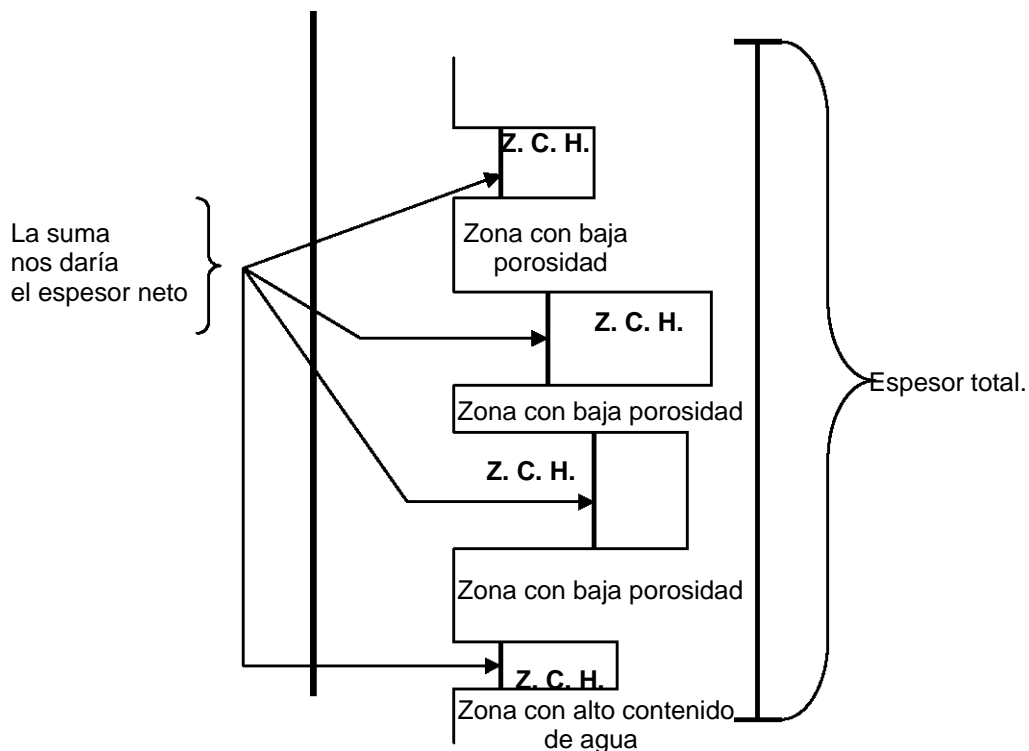 Z. C. H.
La suma
nos daría
el espesor neto
Zona con baja
porosidad
Z. C. H.
Espesor total.
Zona con baja porosidad
Z. C. H.
Zona con baja porosidad
Z. C. H.
Zona con alto contenido
de agua